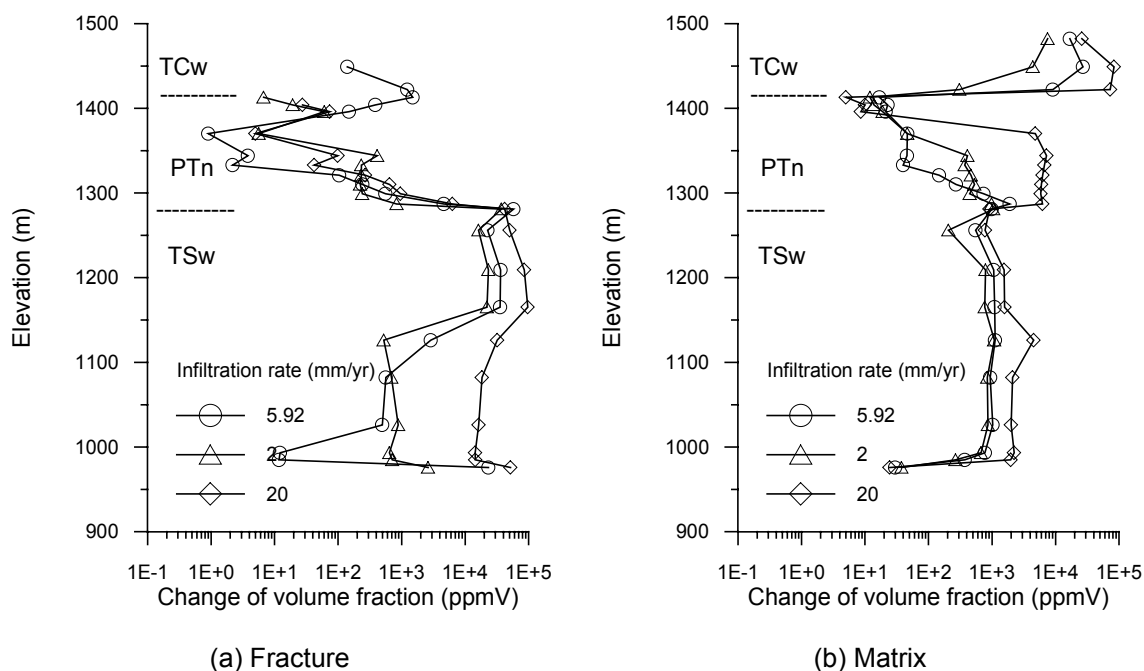 1500
1400
1300
1200
1100
1000
900
Elevation (m)
TCw
PTn
TSw
Infiltration rate (mm/yr)
5.92
2
20
1E-1 1E+0 1E+1 1E+2 1E+3 1E+4 1E+5
Change of volume fraction (ppmV)
(a) Fracture
1500
1400
1300
1200
1100
1000
900
Elevation (m)
TCw
PTn
TSw
Infiltration rate (mm/yr)
5.92
2
20
1E-1 1E+0 1E+1 1E+2 1E+3 1E+4 1E+5
Change of volume fraction (ppmV)
(b) Matrix